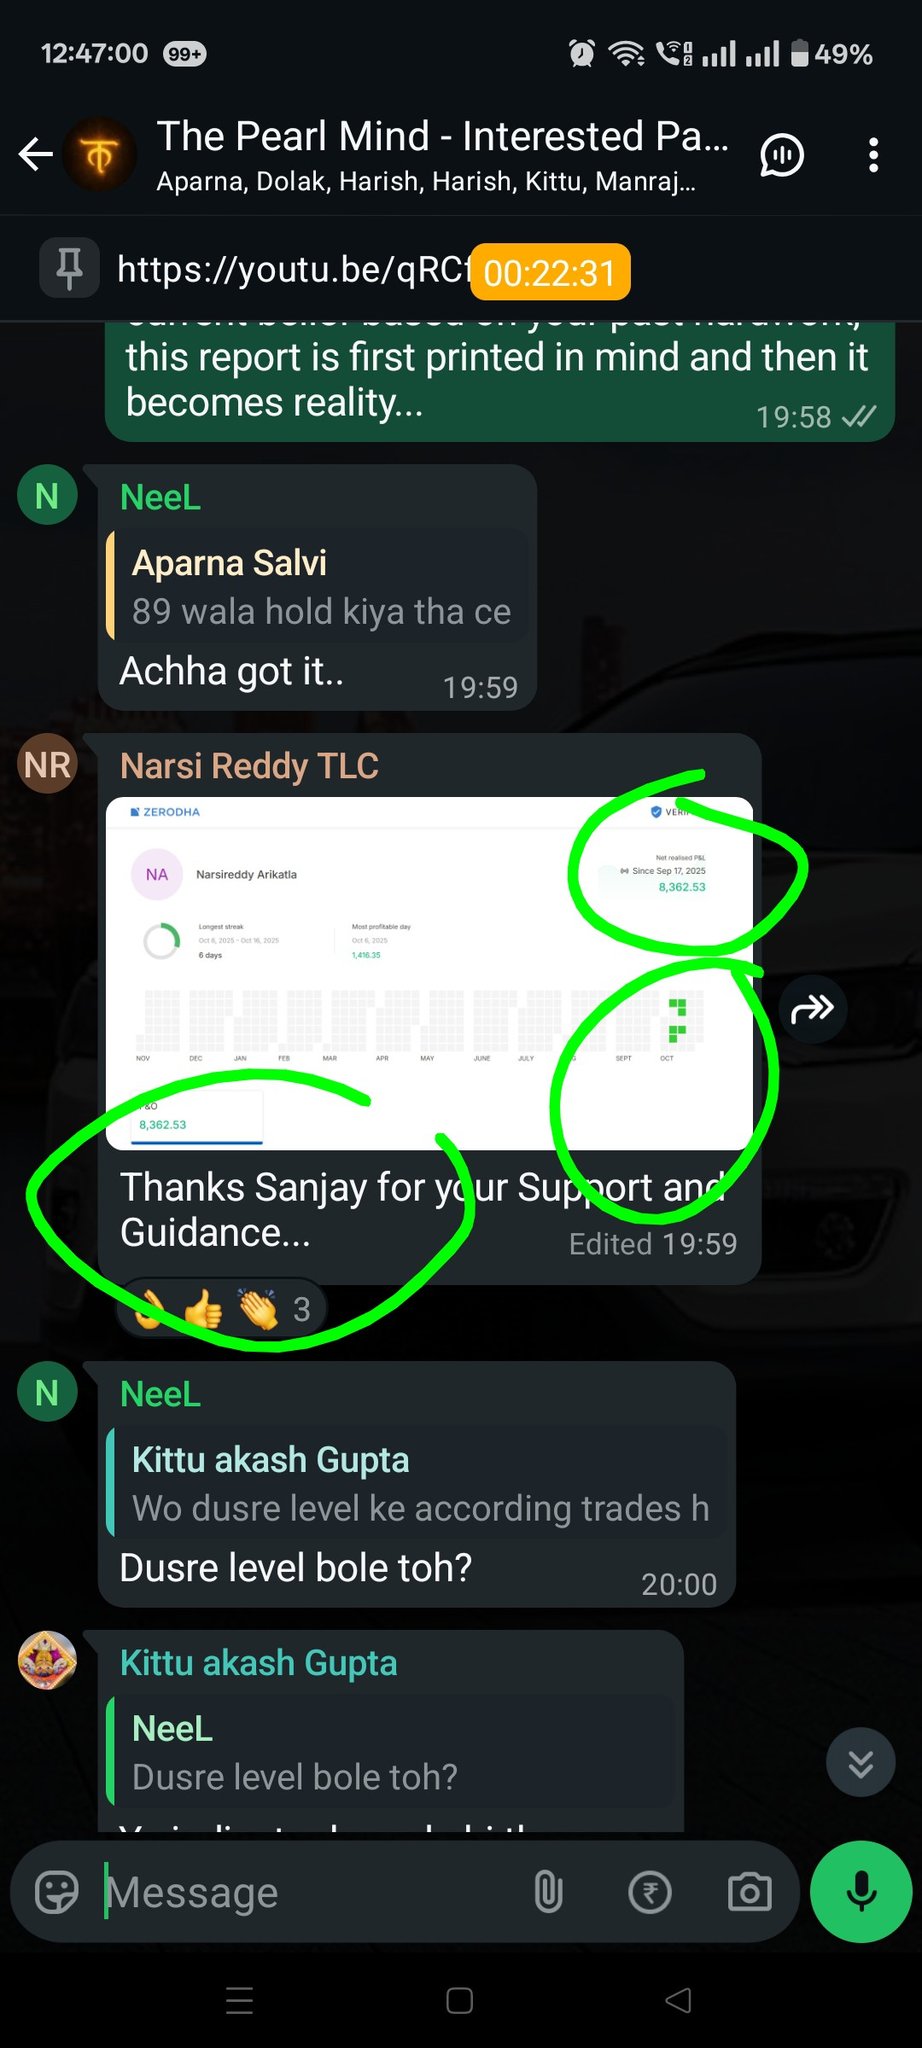 12:47:00 99+ 49%
The Pearl Mind - Interested Pa...
Aparna, Dolak, Harish, Harish, Kittu, Manraj...
https://youtu.be/qRCf
00:22:31
this report is first printed in mind and then it
becomes reality...
19:58
N
NeeL
Aparna Salvi
89 wala hold kiya tha ce
Achha got it..
19:59
NR
Narsi Reddy TLC
ZERODHA
NA
Narsireddy Arikatla
Net realised P&L
Since Sep 17, 2025
8,362.53
Longest streak
Oct 6, 2025 - Oct 16, 2025
6 days
Most profitable day
Oct 6, 2025
1,416.35
NOV DEC JAN FEB MAR APR MAY JUNE JULY SEPT OCT
8,362.53
Thanks Sanjay for your Support and
Guidance...
Edited 19:59
3
N
NeeL
Kittu akash Gupta
Wo dusre level ke according trades h
Dusre level bole toh?
20:00
Kittu akash Gupta
NeeL
Dusre level bole toh?
Message